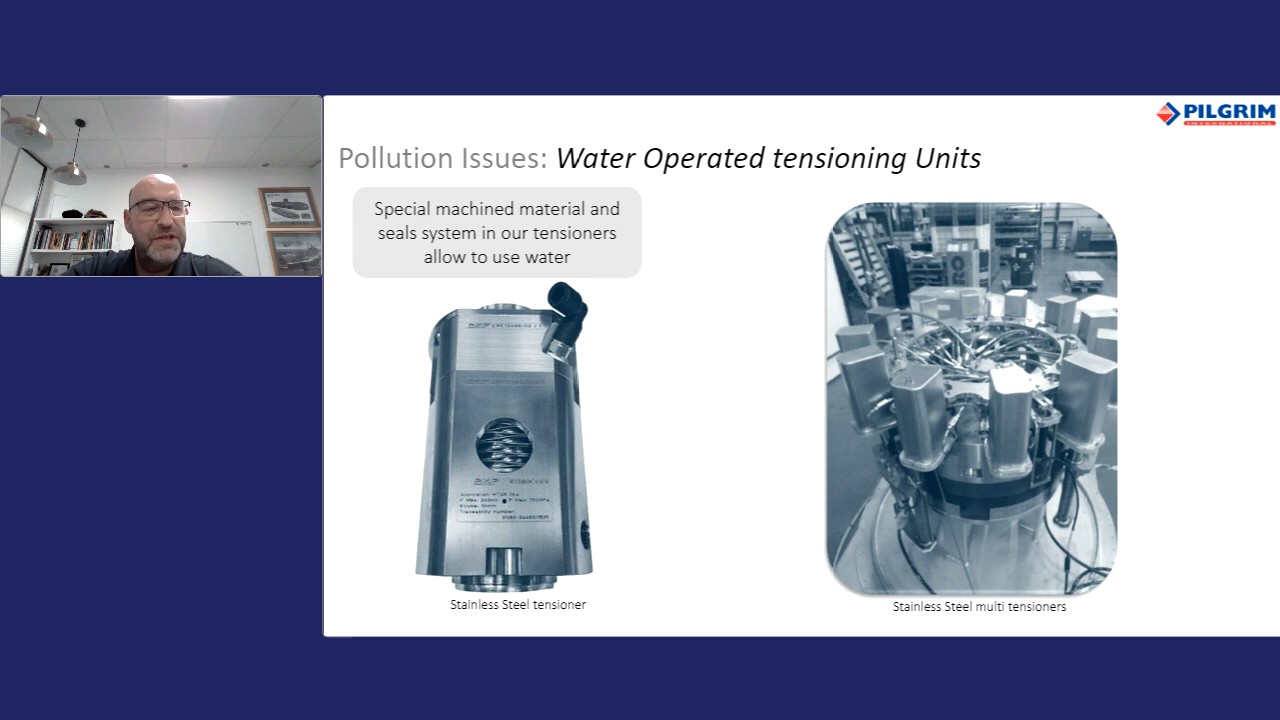 PILGRIM
INTERNATIONAL
Pollution Issues: Water Operated tensioning Units
Special machined material and
seals system in our tensioners
allow to use water
Stainless Steel tensioner
Stainless Steel multi tensioners